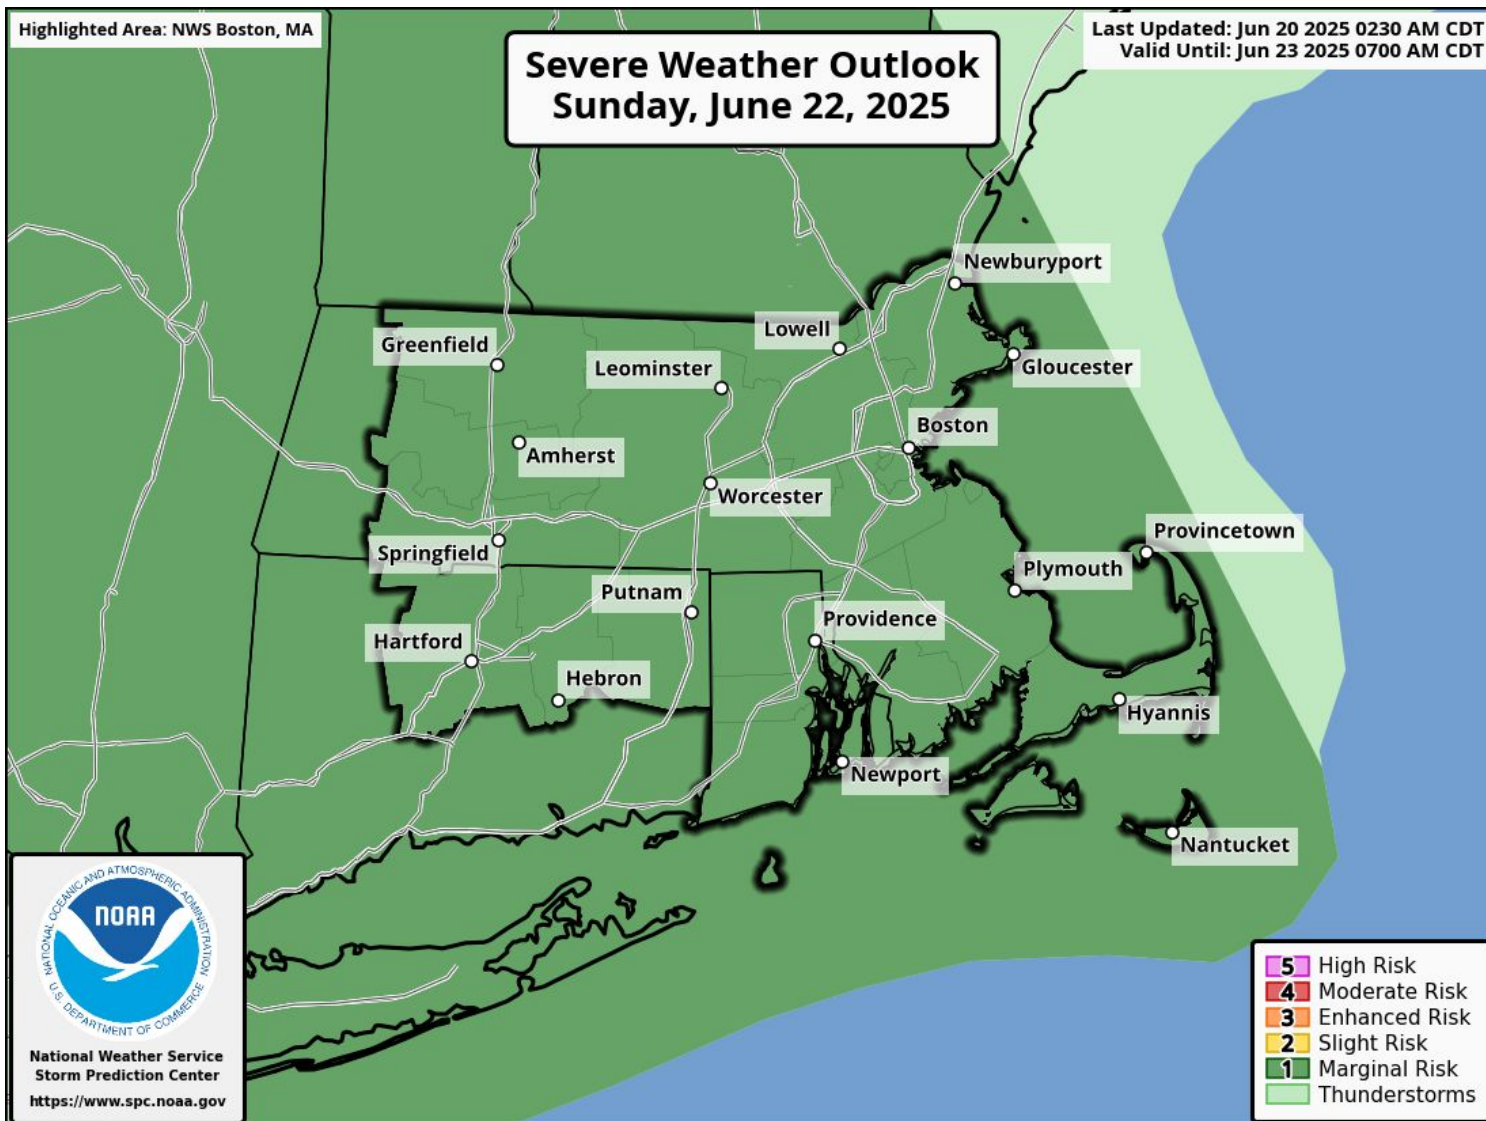 Highlighted Area: NWS Boston, MA
Last Updated: Jun 20 2025 0230 AM CDT
Valid Until: Jun 23 2025 0700 AM CDT
Severe Weather Outlook
Sunday, June 22, 2025
Newburyport
Lowell
Greenfield
Leominster
Gloucester
Boston
Amherst
Worcester
Provincetown
Springfield
Plymouth
Putnam
Providence
Hartford
Hebron
Hyannis
Newport
Nantucket
NATIONAL OCEANIC AND ATMOSPHERIC ADMINISTRATION
NOAA
U.S. DEPARTMENT OF COMMERCE
National Weather Service
Storm Prediction Center
https://www.spc.noaa.gov
5 High Risk
4 Moderate Risk
3 Enhanced Risk
2 Slight Risk
1 Marginal Risk
Thunderstorms